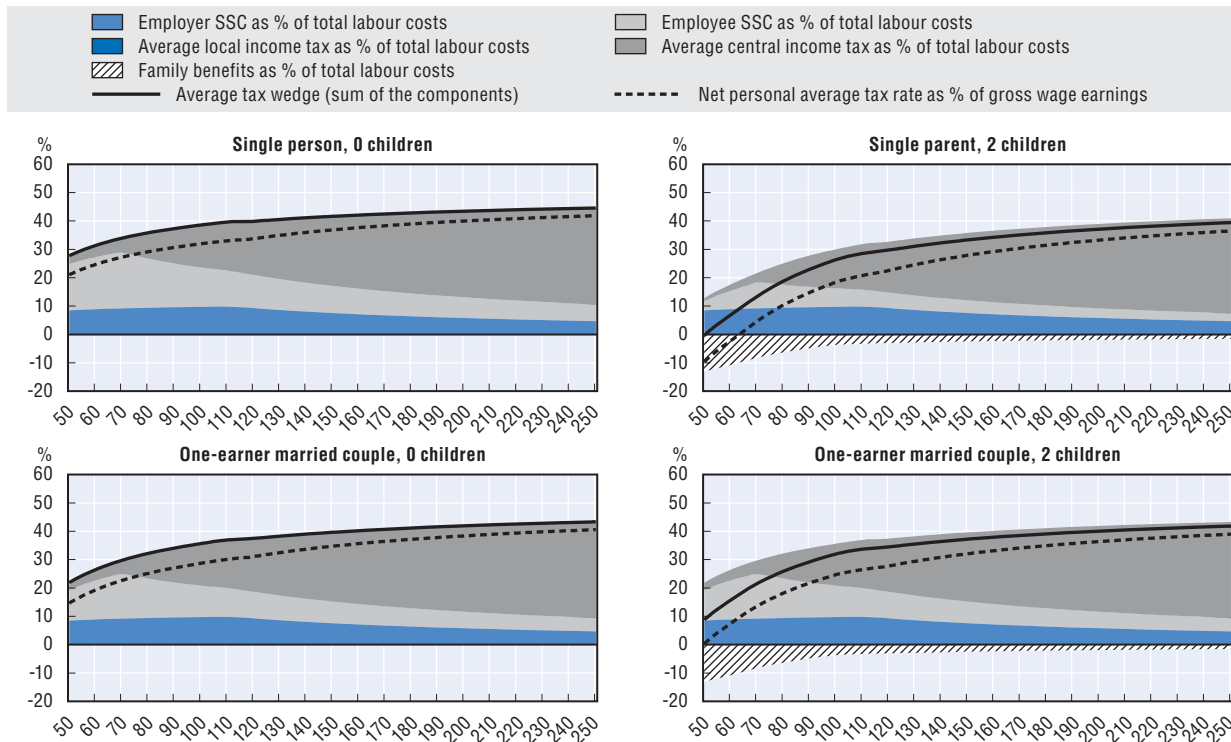 Employer SSC as % of total labour costs
Employee SSC as % of total labour costs
Average local income tax as % of total labour costs
Average central income tax as % of total labour costs
Family benefits as % of total labour costs
Average tax wedge (sum of the components)
Net personal average tax rate as % of gross wage earnings
%
Single person, 0 children
60
50
40
30
20
10
0
-10
-20
50 60 70 80 90 100 110 120 130 140 150 160 170 180 190 200 210 220 230 240 250
%
Single parent, 2 children
60
50
40
30
20
10
0
-10
-20
50 60 70 80 90 100 110 120 130 140 150 160 170 180 190 200 210 220 230 240 250
%
One-earner married couple, 0 children
60
50
40
30
20
10
0
-10
-20
50 60 70 80 90 100 110 120 130 140 150 160 170 180 190 200 210 220 230 240 250
%
One-earner married couple, 2 children
60
50
40
30
20
10
0
-10
-20
50 60 70 80 90 100 110 120 130 140 150 160 170 180 190 200 210 220 230 240 250